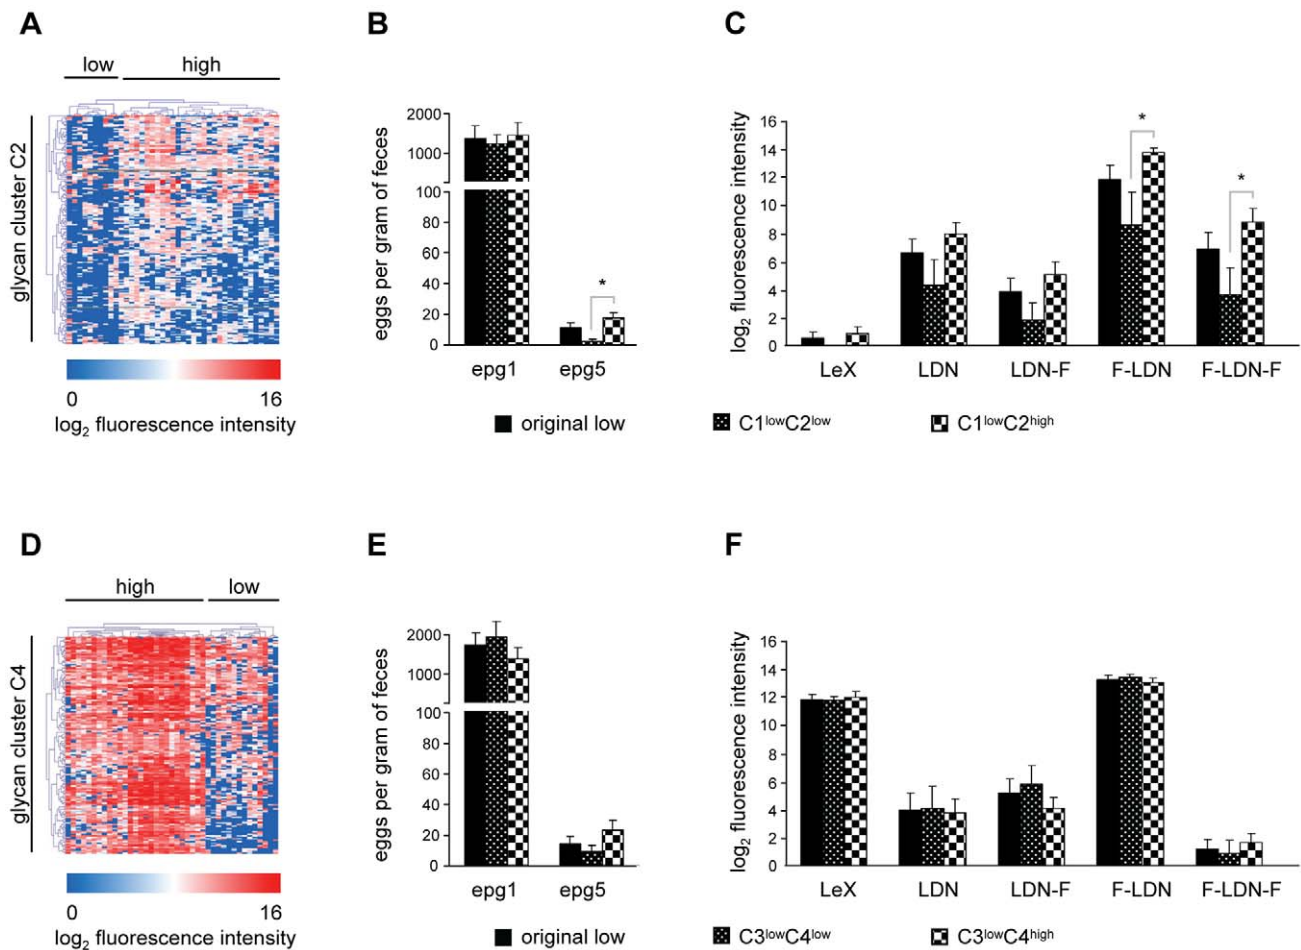 A
low high
glycan cluster C2
0 16
log2 fluorescence intensity
B
eggs per gram of feces
2000
1000
100
80
60
40
20
0
*
epg1 epg5
C
log2 fluorescence intensity
16
14
12
10
8
6
4
2
0
*
*
LeX LDN LDN-F F-LDN F-LDN-F
original low C1lowC2low C1lowC2high
D
high low
glycan cluster C4
0 16
log2 fluorescence intensity
E
eggs per gram of feces
2000
1000
100
80
60
40
20
0
epg1 epg5
F
log2 fluorescence intensity
16
14
12
10
8
6
4
2
0
LeX LDN LDN-F F-LDN F-LDN-F
original low C3lowC4low C3lowC4high